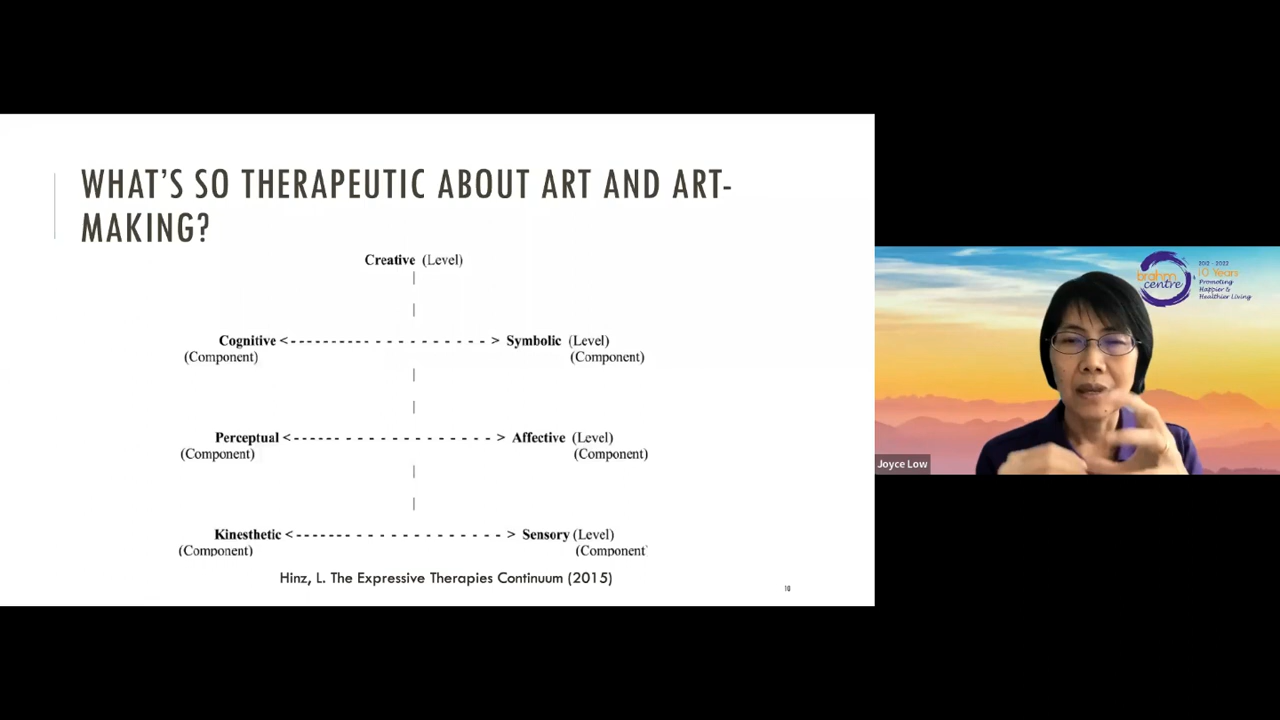 WHAT'S SO THERAPEUTIC ABOUT ART AND ART-
MAKING?
Creative (Level)
Cognitive <----------- - - - - - - - - - -> Symbolic (Level)
(Component) (Component)
Perceptual <------ - - - - - - - - - - - -> Affective (Level)
(Component) (Component)
Kinesthetic <------- - - - - - - - - - - -> Sensory (Level)
(Component) (Component
Hinz, L. The Expressive Therapies Continuum (2015)
10
brahm
centre
2012 - 2022
10 Years
Promoting
Happier &
Healthier Living
Joyce Low